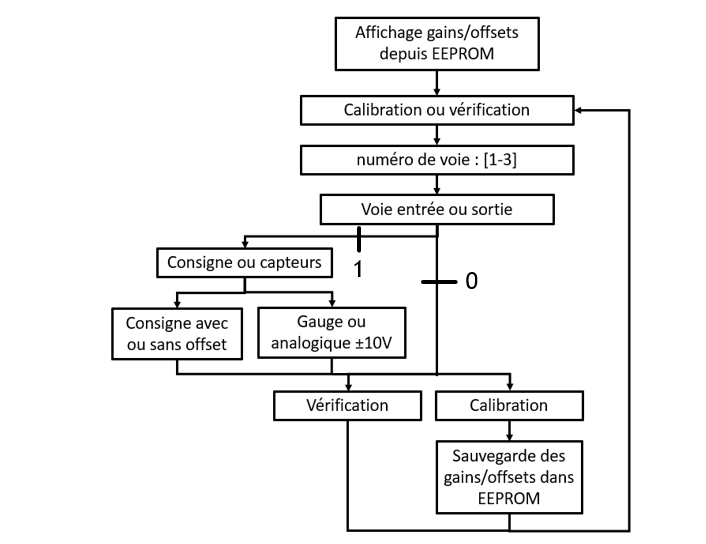 Affichage gains/offsets
depuis EEPROM
Calibration ou vérification
numéro de voie : [1-3]
Voie entrée ou sortie
1
0
Consigne ou capteurs
Consigne avec
ou sans offset
Gauge ou
analogique ±10V
Vérification
Calibration
Sauvegarde des
gains/offsets dans
EEPROM